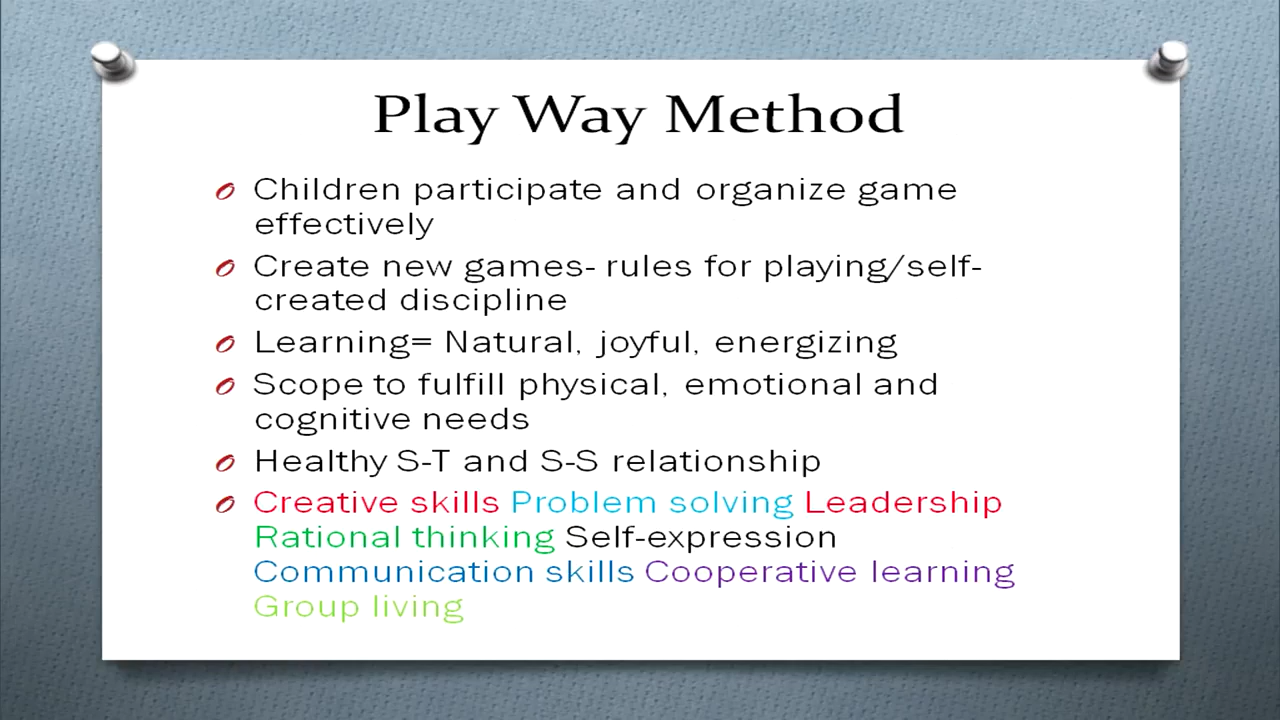 Play Way Method
Children participate and organize game
effectively
Create new games- rules for playing/self-
created discipline
Learning= Natural, joyful, energizing
Scope to fulfill physical, emotional and
cognitive needs
Healthy S-T and S-S relationship
Creative skills Problem solving Leadership
Rational thinking Self-expression
Communication skills Cooperative learning
Group living